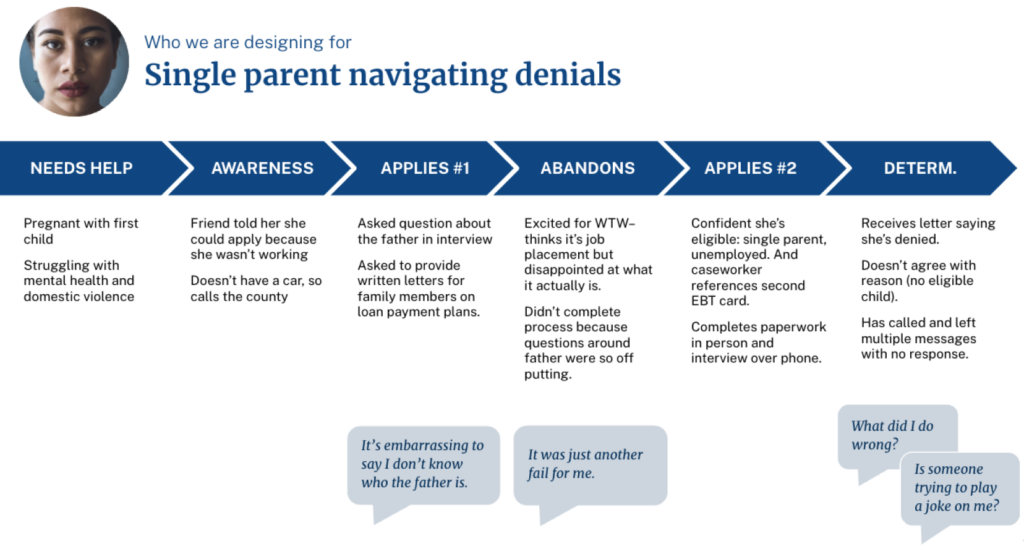 Who we are designing for
Single parent navigating denials
NEEDS HELP
AWARENESS
APPLIES #1
ABANDONS
APPLIES #2
DETERM.
Pregnant with first
child
Struggling with
mental health and
domestic violence
Friend told her she
could apply because
she wasn't working
Doesn't have a car, so
calls the county
Asked question about
the father in interview
Asked to provide
written letters for
family members on
loan payment plans.
Excited for WTW–
thinks it's job
placement but
disappointed at what
it actually is.
Didn't complete
process because
questions around
father were so off
putting.
Confident she's
eligible: single parent,
unemployed. And
caseworker
references second
EBT card.
Completes paperwork
in person and
interview over phone.
Receives letter saying
she's denied.
Doesn't agree with
reason (no eligible
child).
Has called and left
multiple messages
with no response.
It's embarrassing to
say I don't know
who the father is.
It was just another
fail for me.
What did I do
wrong?
Is someone
trying to play
a joke on me?